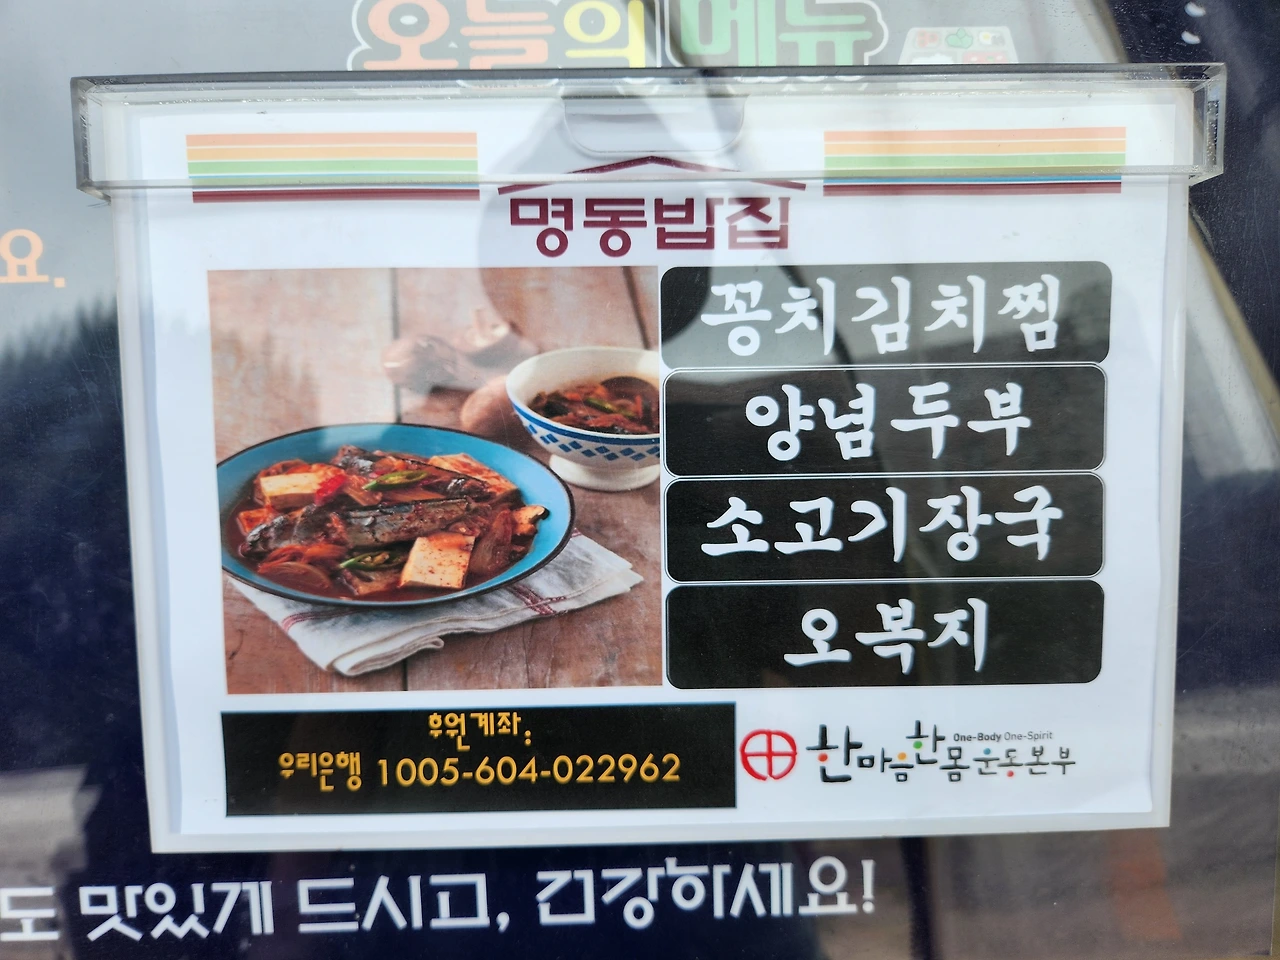 오늘의 메뉴
요.
명동밥집
꽁치김치찜
양념두부
소고기장국
오복지
후원계좌:
우리은행 1005-604-022962
One-Body One-Spirit
한마음한몸운동본부
도 맛있게 드시고, 건강하세요!